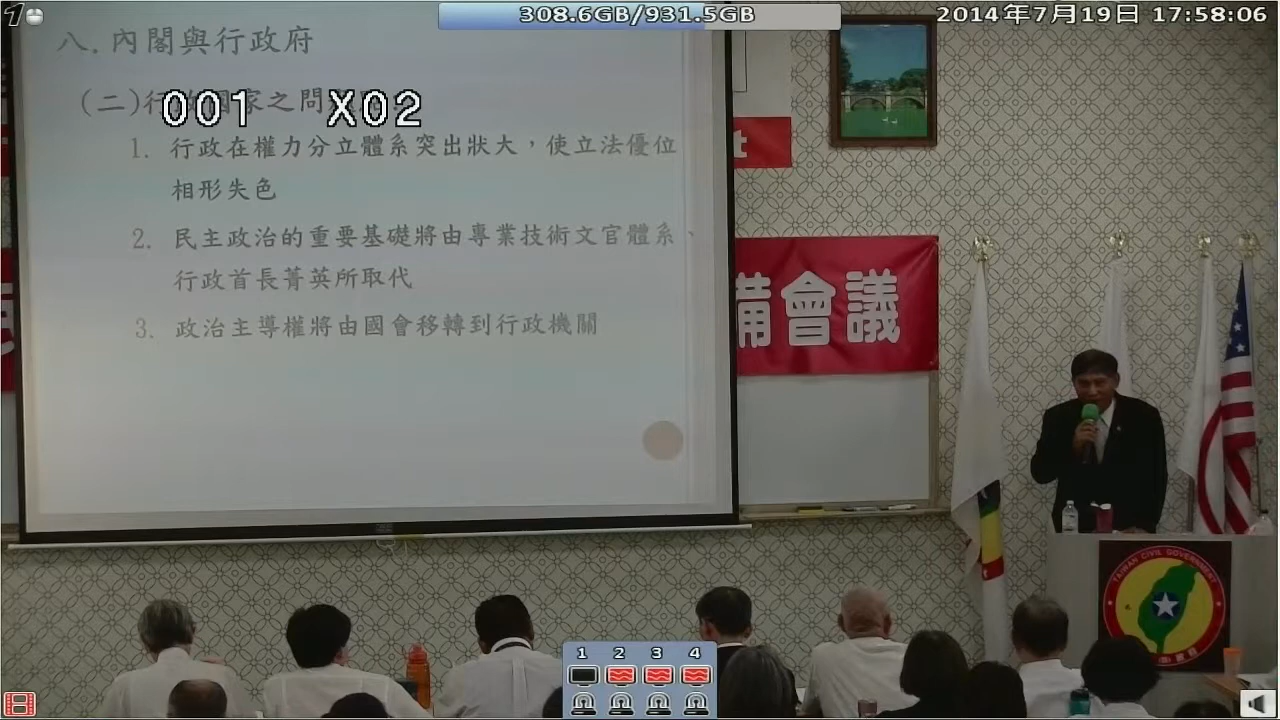 308.6GB/931.5GB
2014年7月19日 17:58:06
八.內閣與行政府
001 X02
1. 行政在權力分立體系突出狀大，使立法優位
相形失色
2. 民主政治的重要基礎將由專業技術文官體系、
行政首長菁英所取代
3. 政治主導權將由國會移轉到行政機關
t
備會議
TAIWAN CIVIL GOVERNMENT
1 2 3 4